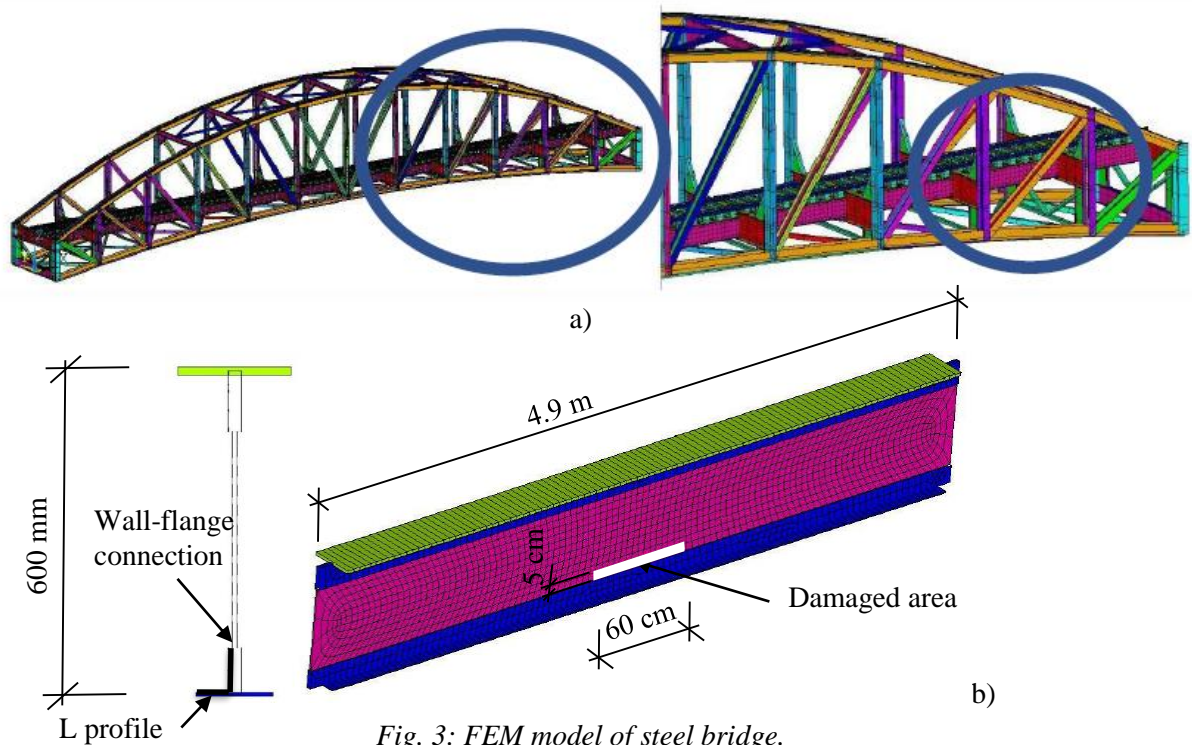 a)
4.9 m
600 mm
Wall-flange
connection
5 cm
60 cm
Damaged area
L profile
b)
Fig. 3: FEM model of steel bridge.